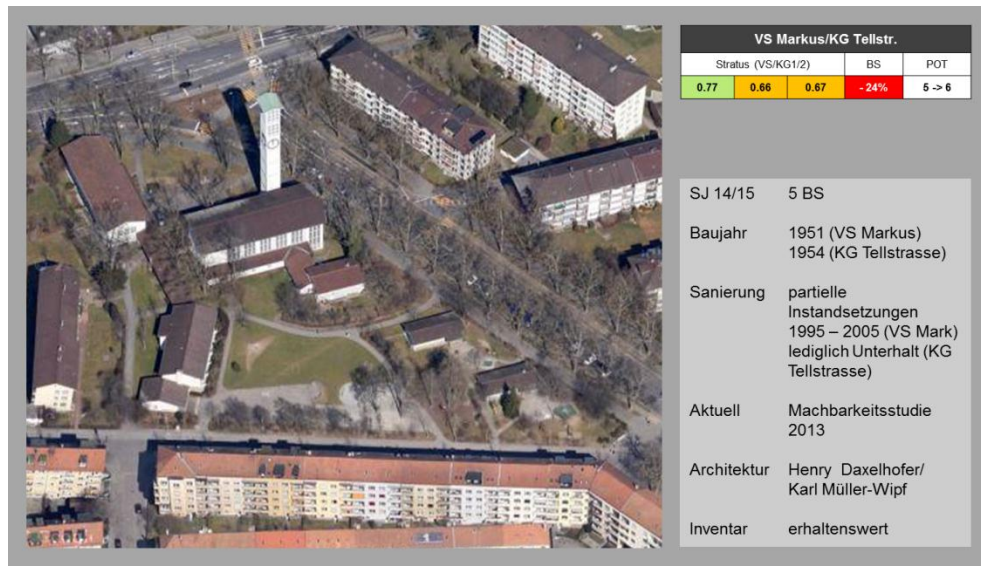 VS Markus/KG Tellstr.
Stratus (VS/KG1/2) BS POT
0.77 0.66 0.67 - 24% 5 -> 6
SJ 14/15 5 BS
Baujahr 1951 (VS Markus)
1954 (KG Tellstrasse)
Sanierung partielle
Instandsetzungen
1995 – 2005 (VS Mark)
lediglich Unterhalt (KG
Tellstrasse)
Aktuell Machbarkeitsstudie
2013
Architektur Henry Daxelhofer/
Karl Müller-Wipf
Inventar erhaltenswert